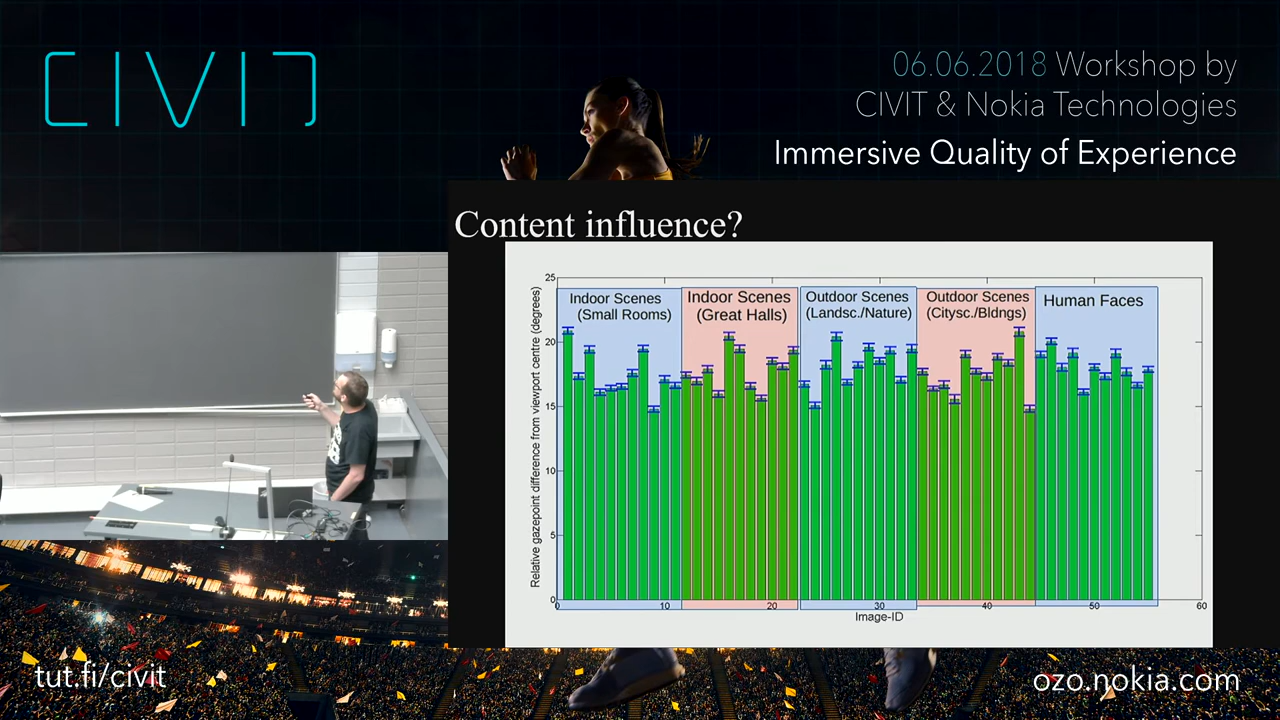 CIVIT
06.06.2018 Workshop by
CIVIT & Nokia Technologies
Immersive Quality of Experience
Content influence?
Relative gazepoint difference from viewport centre (degrees)
25
20
15
10
5
0
Indoor Scenes
(Small Rooms)
Indoor Scenes
(Great Halls)
Outdoor Scenes
(Landsc./Nature)
Outdoor Scenes
(Citysc./Bldngs)
Human Faces
0 10 20 30 40 50 60
Image-ID
tut.fi/civit
ozo.nokia.com